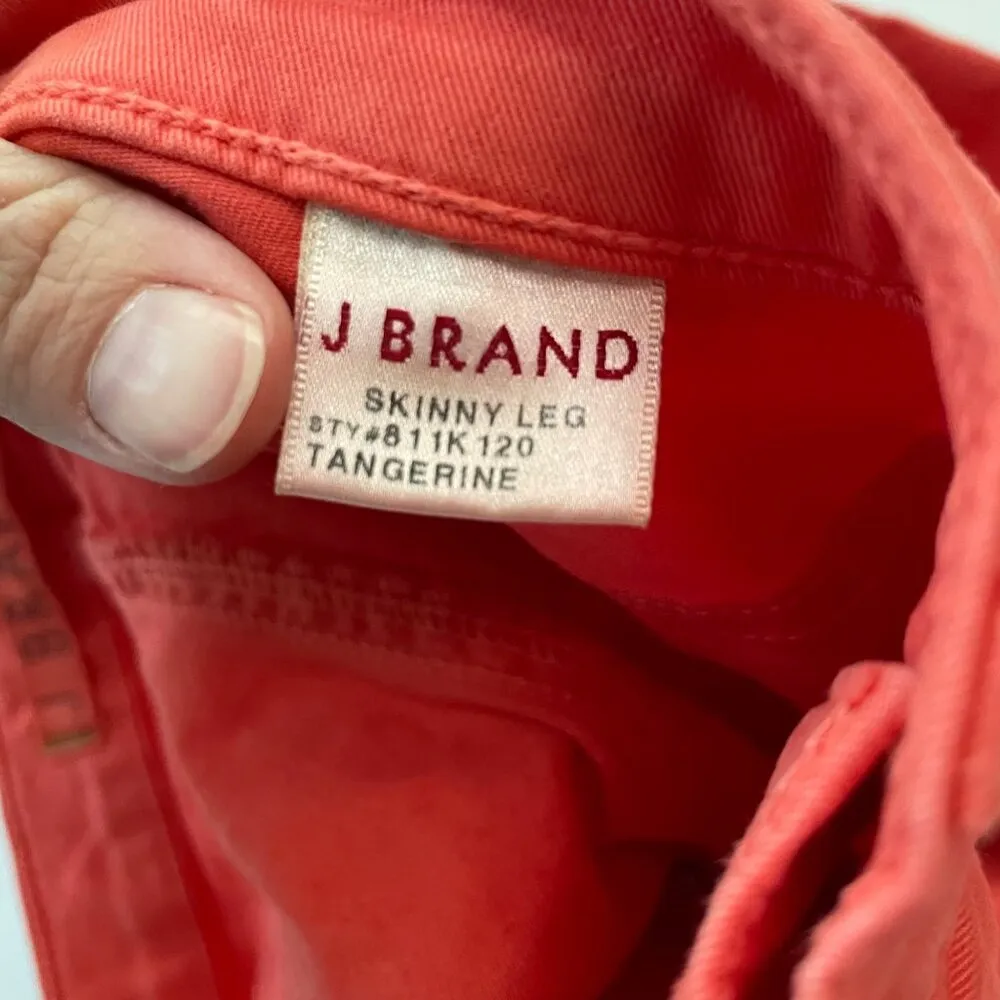 J BRAND
SKINNY LEG
STY#811K120
TANGERINE